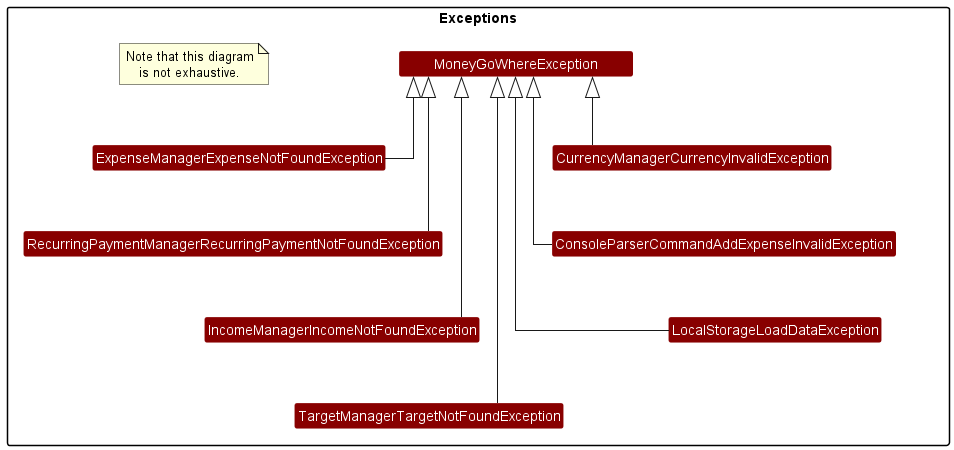 Exceptions
Note that this diagram
is not exhaustive.
MoneyGoWhereException
ExpenseManagerExpenseNotFoundException
CurrencyManagerCurrencyInvalidException
RecurringPaymentManagerRecurringPaymentNotFoundException
ConsoleParserCommandAddExpenseInvalidException
IncomeManagerIncomeNotFoundException
LocalStorageLoadDataException
TargetManagerTargetNotFoundException